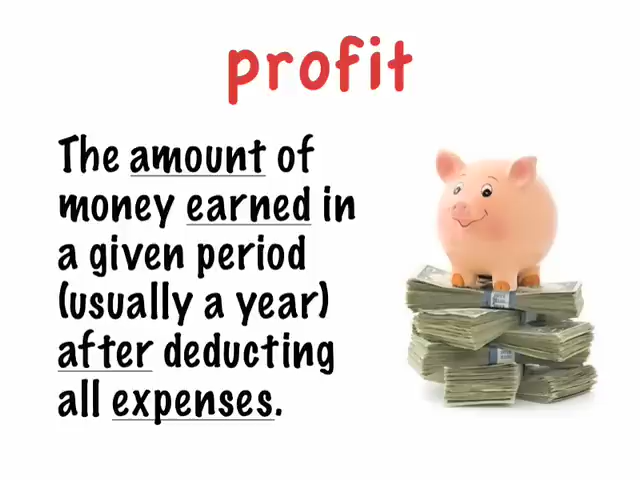 profit
The amount of
money earned in
a given period
(usually a year)
after deducting
all expenses.